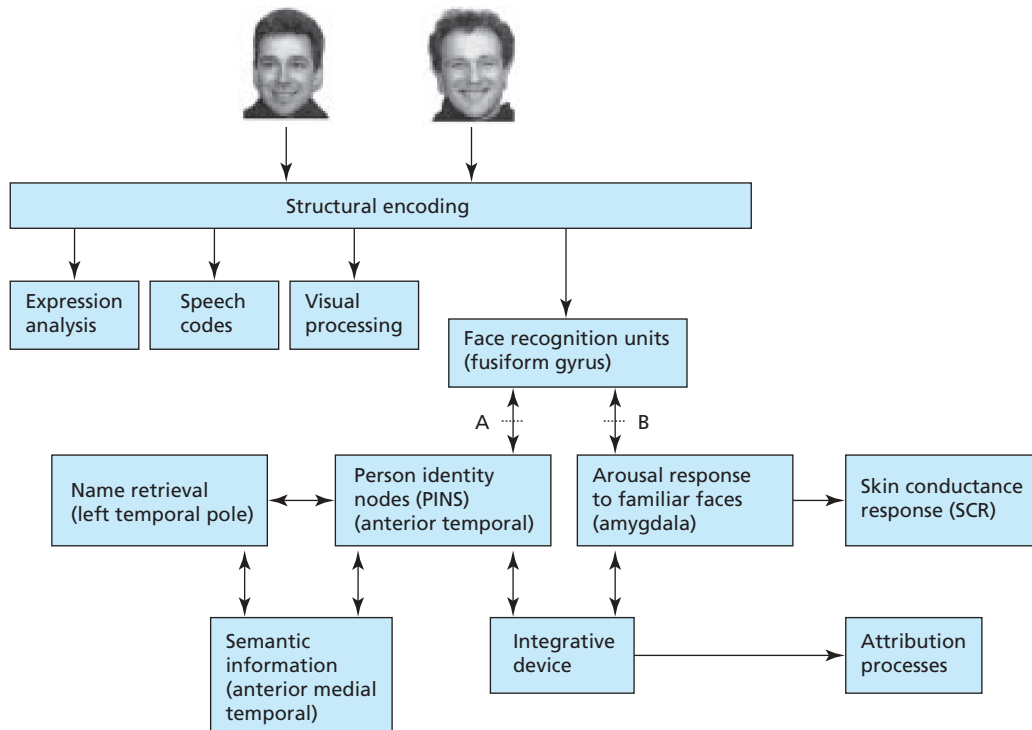 Structural encoding
Expression
analysis
Speech
codes
Visual
processing
Face recognition units
(fusiform gyrus)
A
B
Name retrieval
(left temporal pole)
Person identity
nodes (PINS)
(anterior temporal)
Arousal response
to familiar faces
(amygdala)
Skin conductance
response (SCR)
Semantic
information
(anterior medial
temporal)
Integrative
device
Attribution
processes